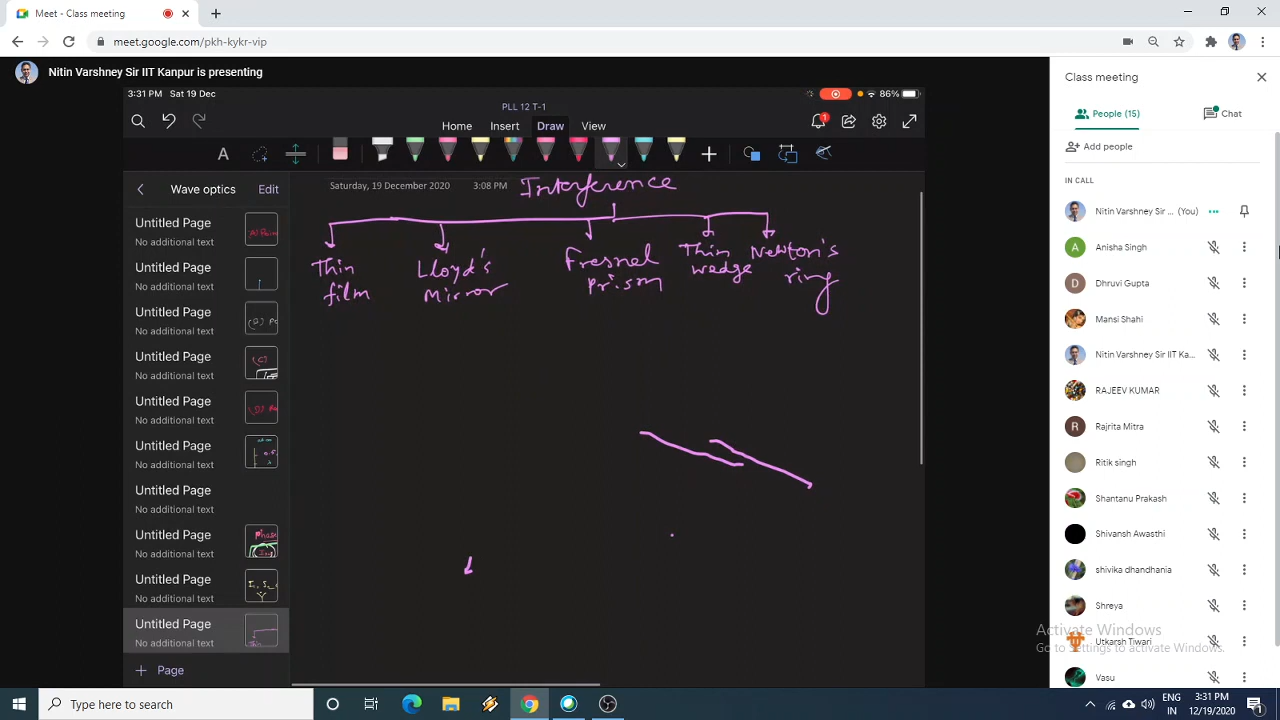 Meet - Class meeting
meet.google.com/pkh-kykr-vip
Nitin Varshney Sir IIT Kanpur is presenting
3:31 PM Sat 19 Dec
86%
PLL 12 T-1
Home Insert Draw View
1
A
Wave optics Edit
Saturday, 19 December 2020 3:08 PM
Interference
Thin film
Lloyd's Mirror
Fresnel Prism
Thin wedge
Newton's ring
Untitled Page
No additional text
Untitled Page
No additional text
Untitled Page
No additional text
Untitled Page
No additional text
Untitled Page
No additional text
Untitled Page
No additional text
Untitled Page
No additional text
Untitled Page
No additional text
Untitled Page
No additional text
Untitled Page
No additional text
Page
Class meeting
People (15) Chat
Add people
IN CALL
Nitin Varshney Sir ... (You)
A Anisha Singh
D Dhruvi Gupta
Mansi Shahi
Nitin Varshney Sir IIT Ka...
RAJEEV KUMAR
R Rajrita Mitra
Ritik singh
Shantanu Prakash
Shivansh Awasthi
shivika dhandhania
Shreya
Utkarsh Tiwari
Vasu
Activate Windows
Go to Settings to activate Windows.
Type here to search
ENG
IN
3:31 PM
12/19/2020
1